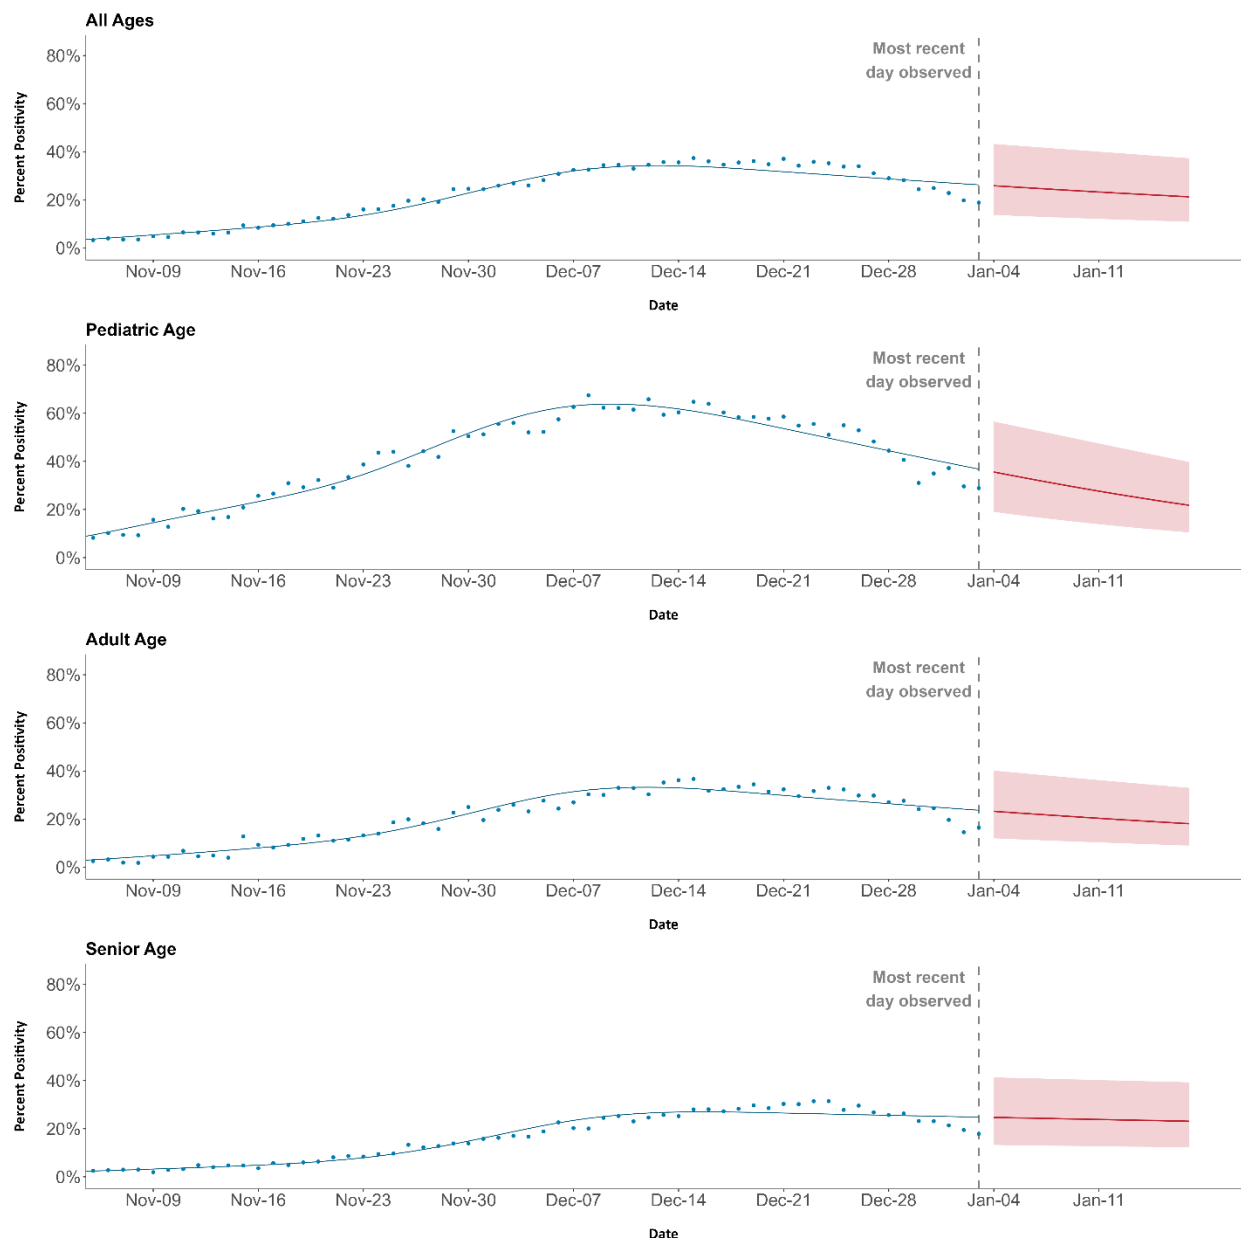 All Ages
Percent Positivity
80%
60%
40%
20%
0%
Most recent
day observed
Nov-09 Nov-16 Nov-23 Nov-30 Dec-07 Dec-14 Dec-21 Dec-28 Jan-04 Jan-11
Date
Pediatric Age
Percent Positivity
80%
60%
40%
20%
0%
Most recent
day observed
Nov-09 Nov-16 Nov-23 Nov-30 Dec-07 Dec-14 Dec-21 Dec-28 Jan-04 Jan-11
Date
Adult Age
Percent Positivity
80%
60%
40%
20%
0%
Most recent
day observed
Nov-09 Nov-16 Nov-23 Nov-30 Dec-07 Dec-14 Dec-21 Dec-28 Jan-04 Jan-11
Date
Senior Age
Percent Positivity
80%
60%
40%
20%
0%
Most recent
day observed
Nov-09 Nov-16 Nov-23 Nov-30 Dec-07 Dec-14 Dec-21 Dec-28 Jan-04 Jan-11
Date